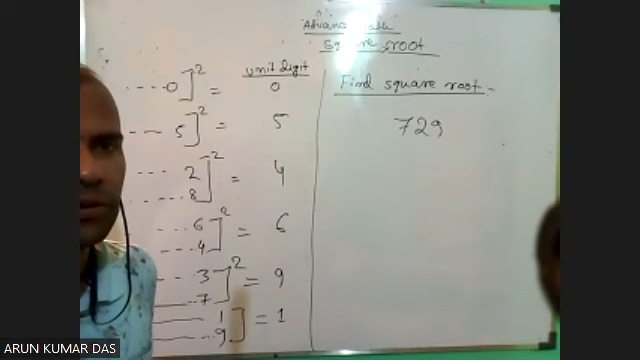 Advance Math
Square root
unit digit
----0]² = 0
--- 5]² = 5
--- 2
--- 8]² = 4
--- 6
--- 4]² = 6
--- 3
--- 7]² = 9
1
--- 9] = 1
Find square root -
729
ARUN KUMAR DAS